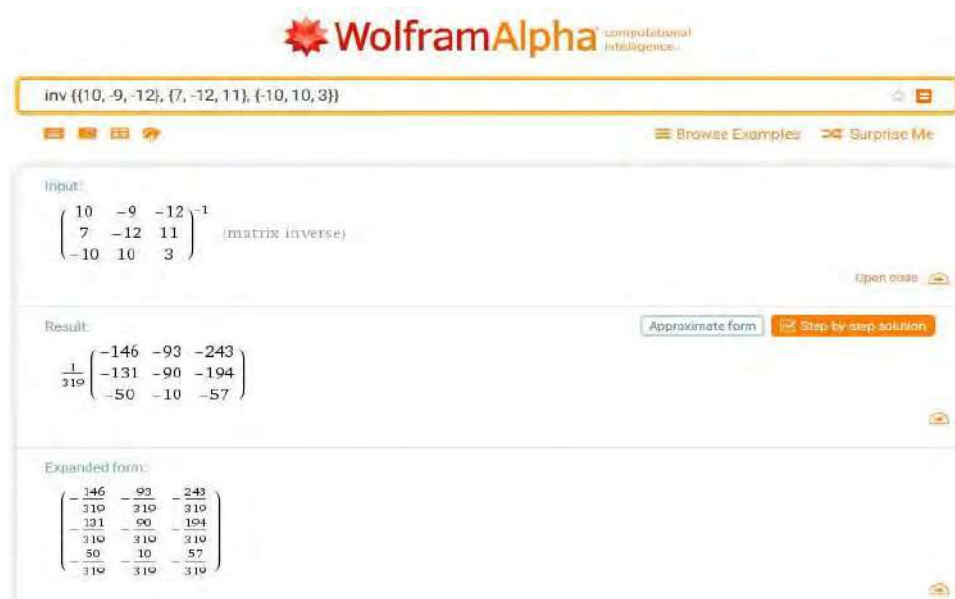 WolframAlpha computational intelligence.
inv {{10, -9, -12}, {7, -12, 11}, {-10, 10, 3}}
Browse Examples Surprise Me
Input:
10 −9 −12 −1
7 −12 11 (matrix inverse)
−10 10 3
Open code
Result:
Approximate form Step-by-step solution
−146 −93 −243
1/319 −131 −90 −194
−50 −10 −57
Expanded form:
−146/319 −93/319 −243/319
−131/319 −90/319 −194/319
−50/319 −10/319 −57/319